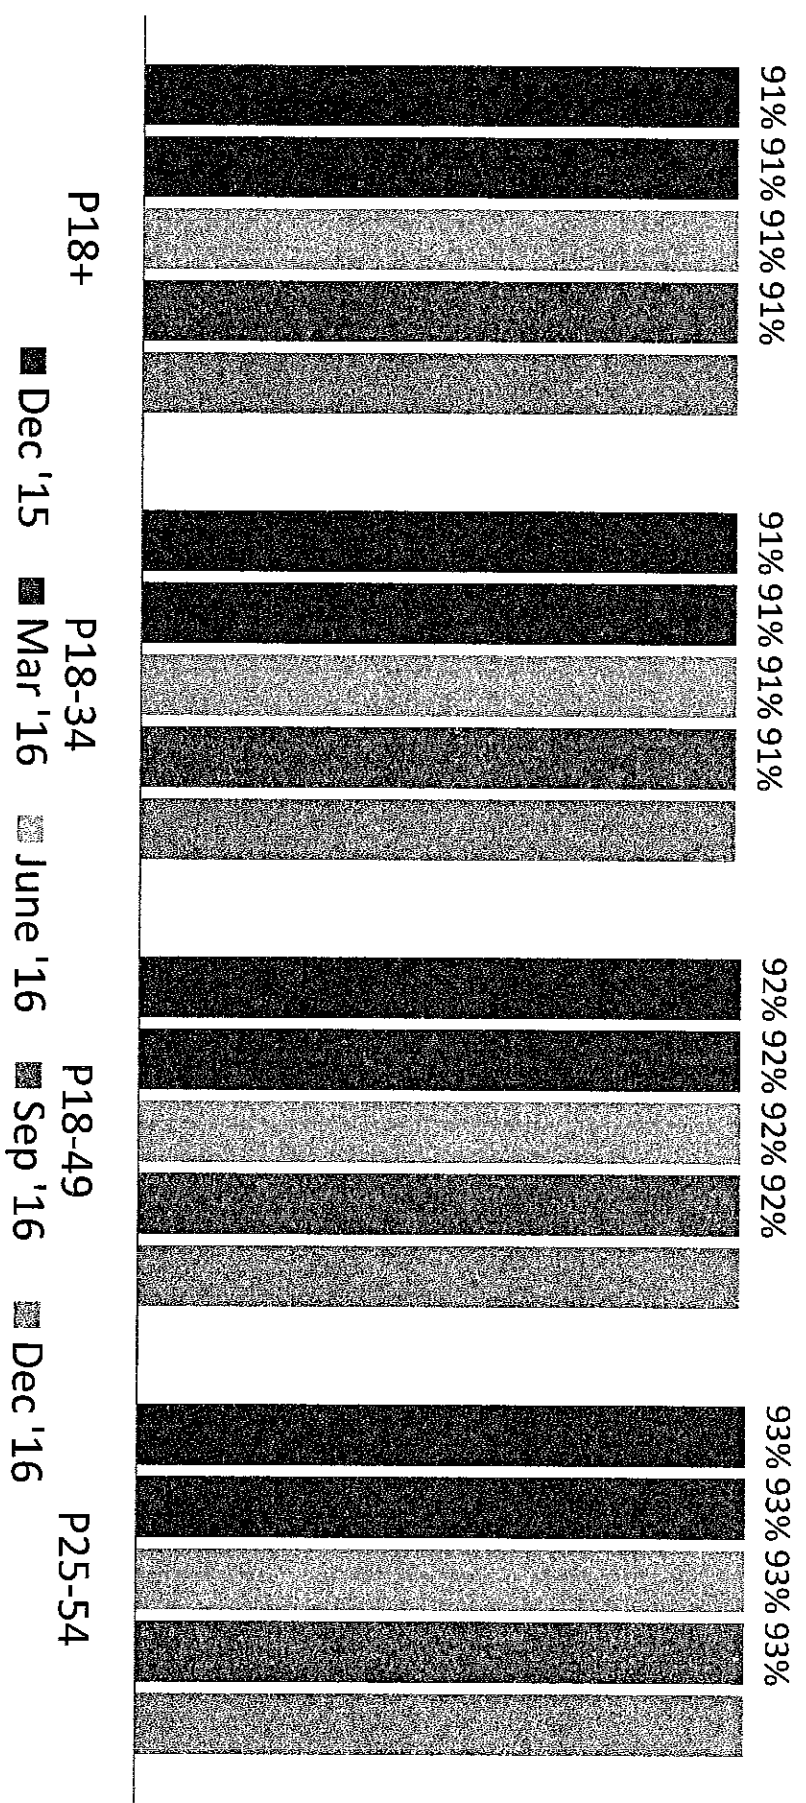 91% 91% 91% 91%
91% 91% 91% 91%
92% 92% 92% 92%
93% 93% 93% 93%
P18+
P18-34
P18-49
P25-54
Dec '15
Mar '16
June '16
Sep '16
Dec '16